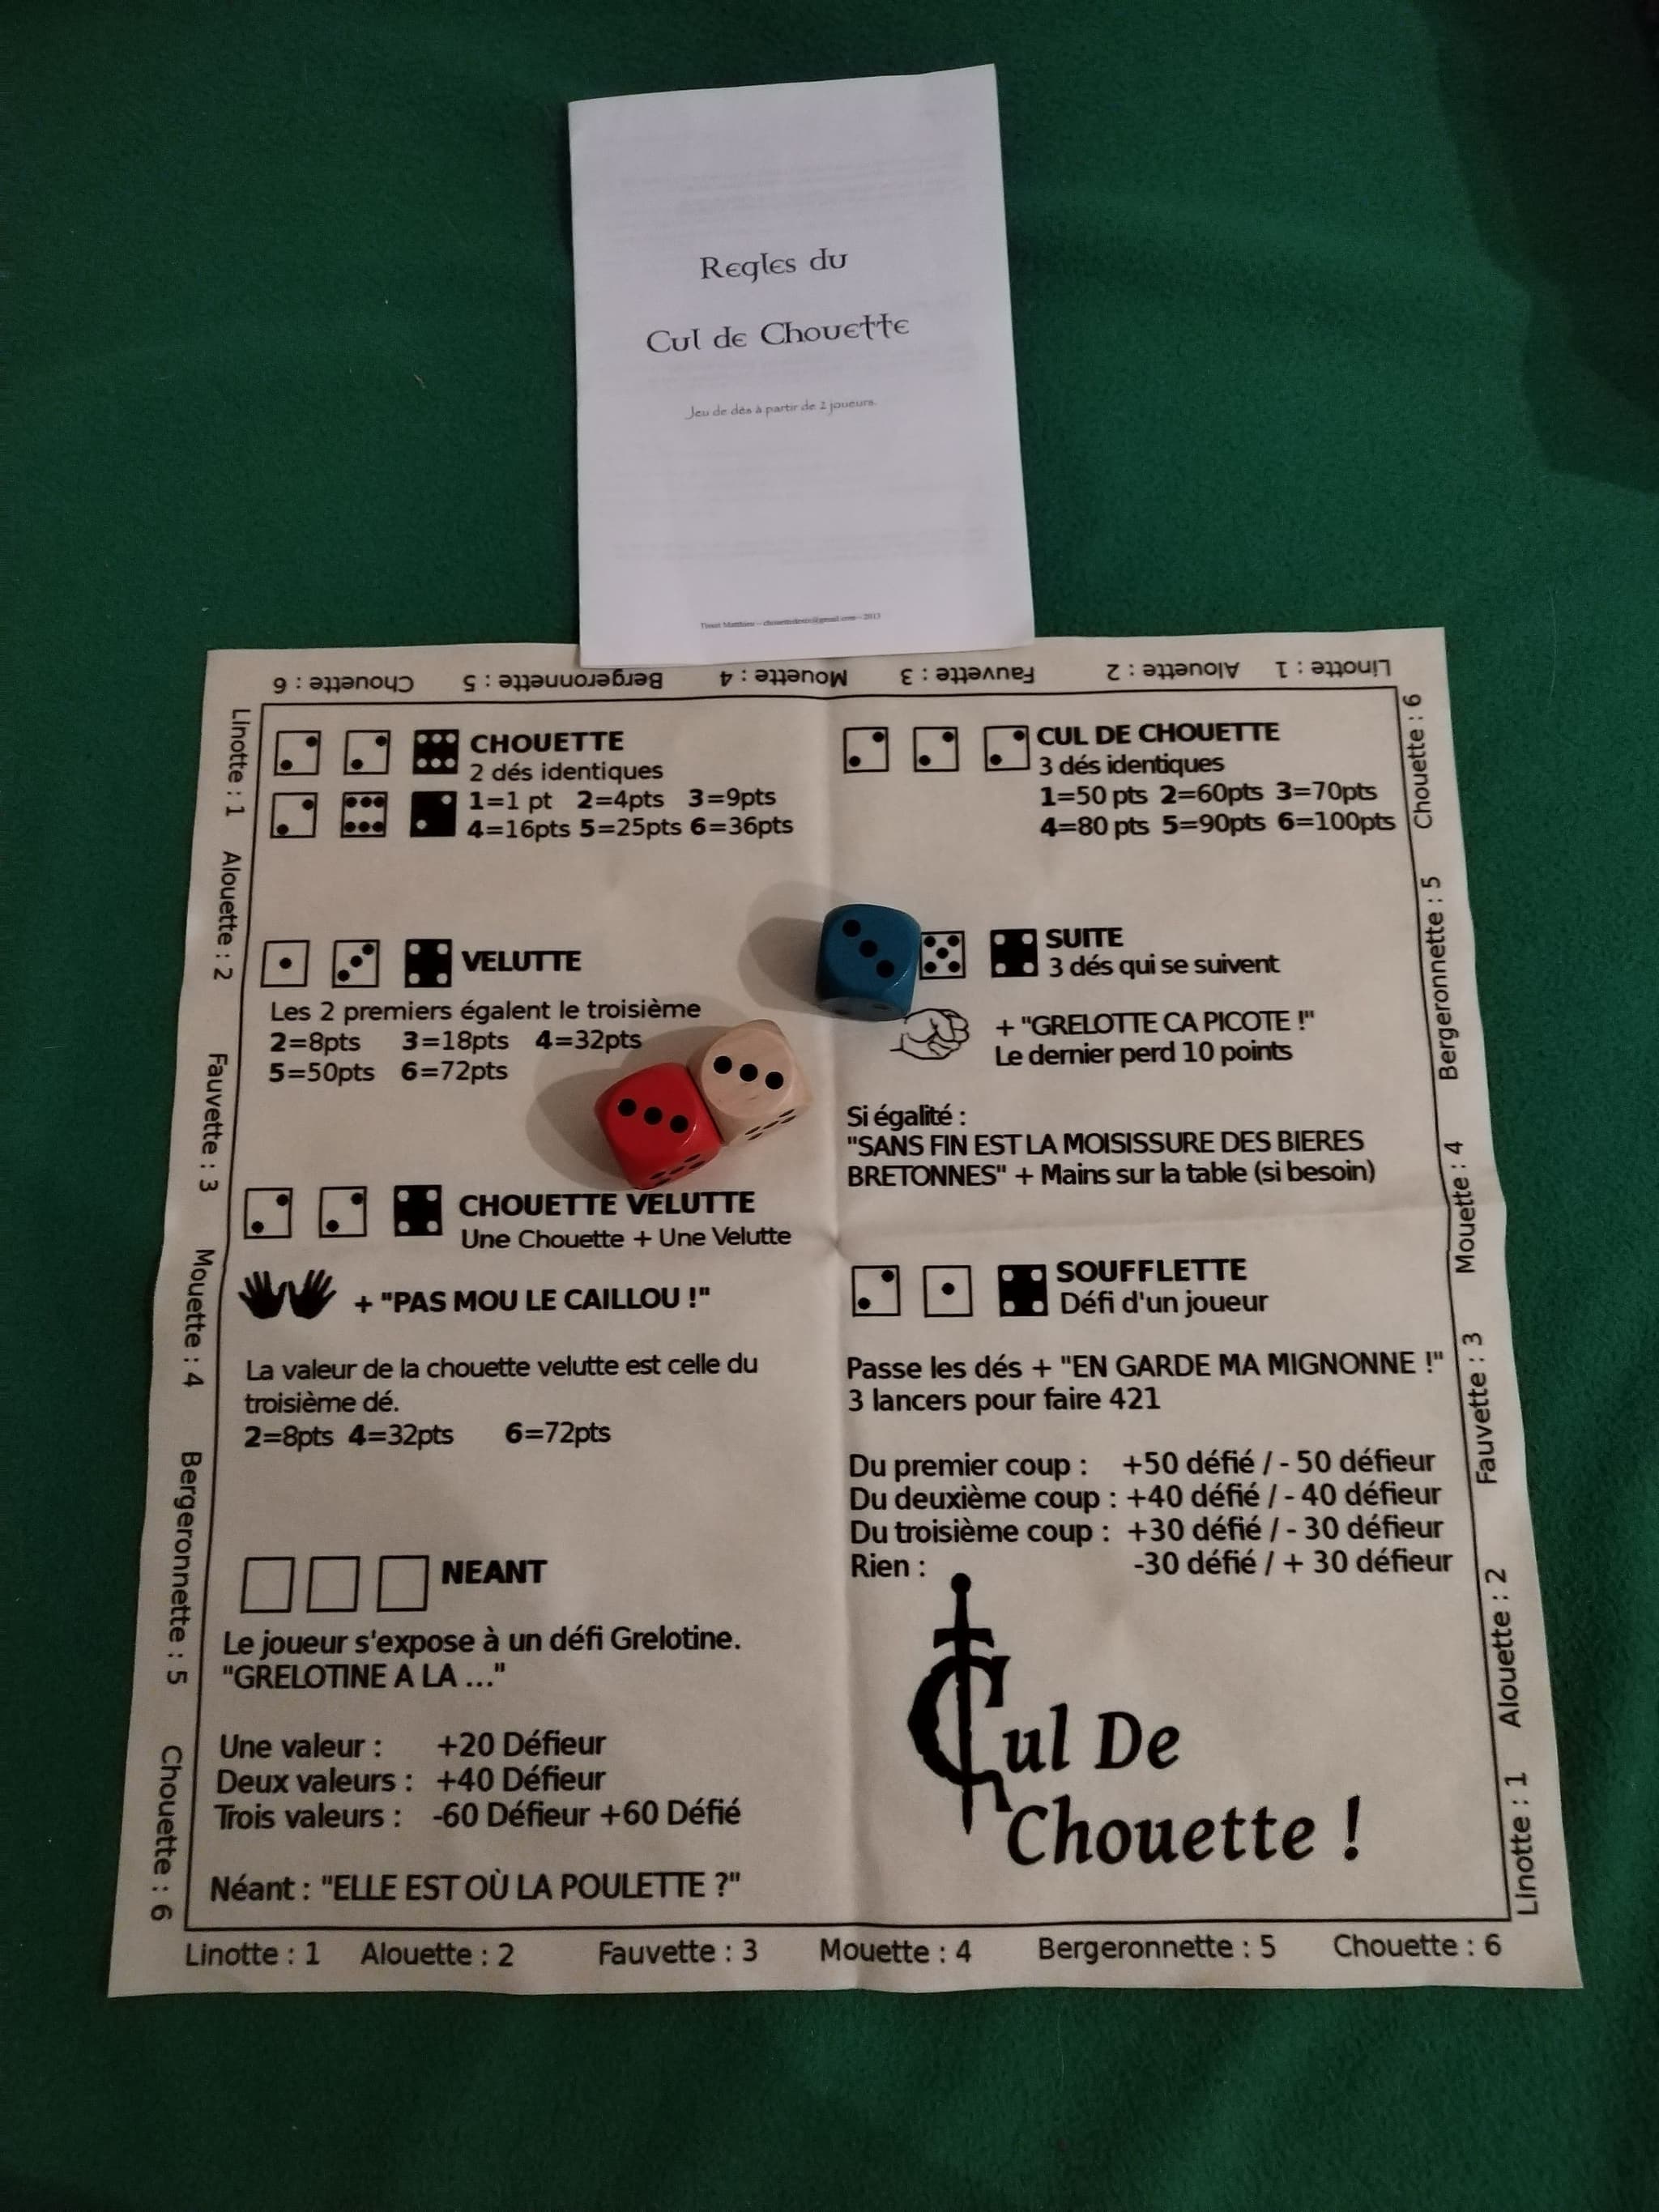 Regles du
Cul de Chouette
Jeu de dés à partir de 2 joueurs.
2013
Linotte : 1 Alouette : 2 Fauvette : 3 Mouette : 4 Bergeronnette : 5 Chouette : 6
Linotte : 1 Alouette : 2 Fauvette : 3 Mouette : 4 Bergeronnette : 5 Chouette : 6
CHOUETTE
2 dés identiques
1=1 pt 2=4pts 3=9pts
4=16pts 5=25pts 6=36pts
VELUTTE
Les 2 premiers égalent le troisième
2=8pts 3=18pts 4=32pts
5=50pts 6=72pts
CHOUETTE VELUTTE
Une Chouette + Une Velutte
+ "PAS MOU LE CAILLOU !"
La valeur de la chouette velutte est celle du
troisième dé.
2=8pts 4=32pts 6=72pts
NEANT
Le joueur s'expose à un défi Grelotine.
"GRELOTINE A LA ..."
Une valeur : +20 Défieur
Deux valeurs : +40 Défieur
Trois valeurs : -60 Défieur +60 Défié
Néant : "ELLE EST OÙ LA POULETTE ?"
CUL DE CHOUETTE
3 dés identiques
1=50 pts 2=60pts 3=70pts
4=80 pts 5=90pts 6=100pts
SUITE
3 dés qui se suivent
+ "GRELOTTE CA PICOTE !"
Le dernier perd 10 points
Si égalité :
"SANS FIN EST LA MOISISSURE DES BIERES
BRETONNES" + Mains sur la table (si besoin)
SOUFFLETTE
Défi d'un joueur
Passe les dés + "EN GARDE MA MIGNONNE !"
3 lancers pour faire 421
Du premier coup : +50 défié / - 50 défieur
Du deuxième coup : +40 défié / - 40 défieur
Du troisième coup : +30 défié / - 30 défieur
Rien : -30 défié / + 30 défieur
Cul De
Chouette !
Linotte : 1 Alouette : 2 Fauvette : 3 Mouette : 4 Bergeronnette : 5 Chouette : 6
Linotte : 1 Alouette : 2 Fauvette : 3 Mouette : 4 Bergeronnette : 5 Chouette : 6